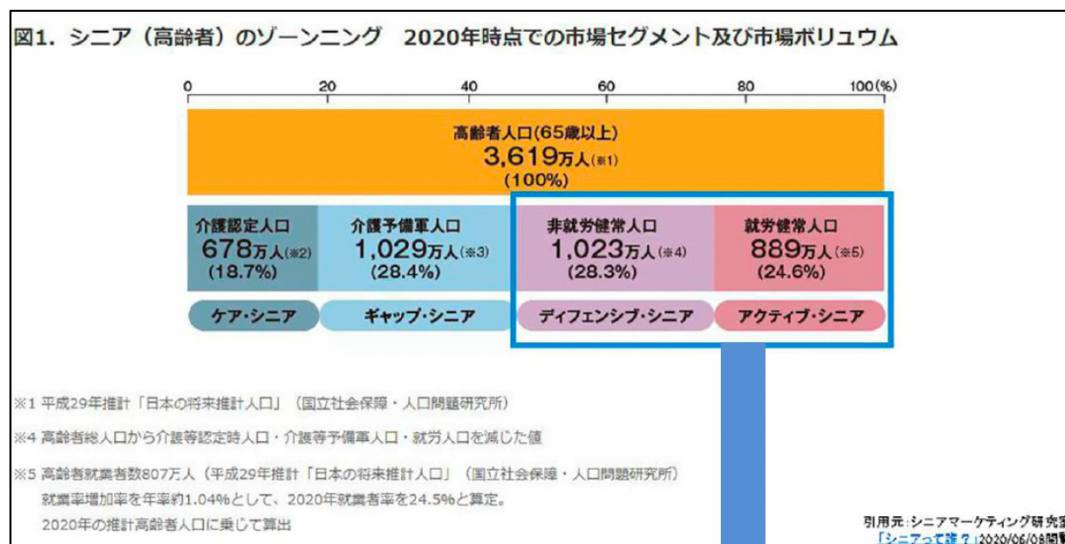 図1. シニア（高齢者）のゾーンニング　2020年時点での市場セグメント及び市場ボリュウム
0 20 40 60 80 100(%)
高齢者人口(65歳以上)
3,619万人(※1)
(100%)
介護認定人口 介護予備軍人口 非就労健常人口 就労健常人口
678万人(※2) 1,029万人(※3) 1,023万人(※4) 889万人(※5)
(18.7%) (28.4%) (28.3%) (24.6%)
ケア・シニア ギャップ・シニア ディフェンシブ・シニア アクティブ・シニア
※1 平成29年推計「日本の将来推計人口」（国立社会保障・人口問題研究所）
※4 高齢者総人口から介護等認定時人口・介護等予備軍人口・就労人口を減じた値
※5 高齢者就業者数807万人（平成29年推計「日本の将来推計人口」（国立社会保障・人口問題研究所）
就業率増加率を年率約1.04%として、2020年就業者率を24.5%と算定。
2020年の推計高齢者人口に乗じて算出
引用元：シニアマーケティング研究室
「シニアって誰？」2020/06/08閲覧